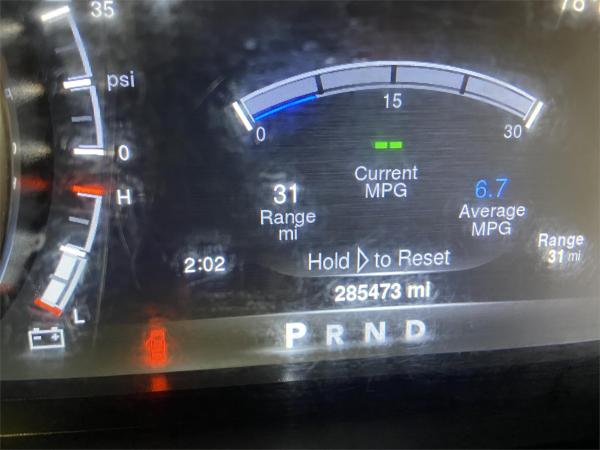 35
psi
0
H
L
0
15
30
Current
MPG
31
Range
mi
6.7
Average
MPG
Range
31 mi
2:02
Hold ▷ to Reset
285473 mi
P R N D